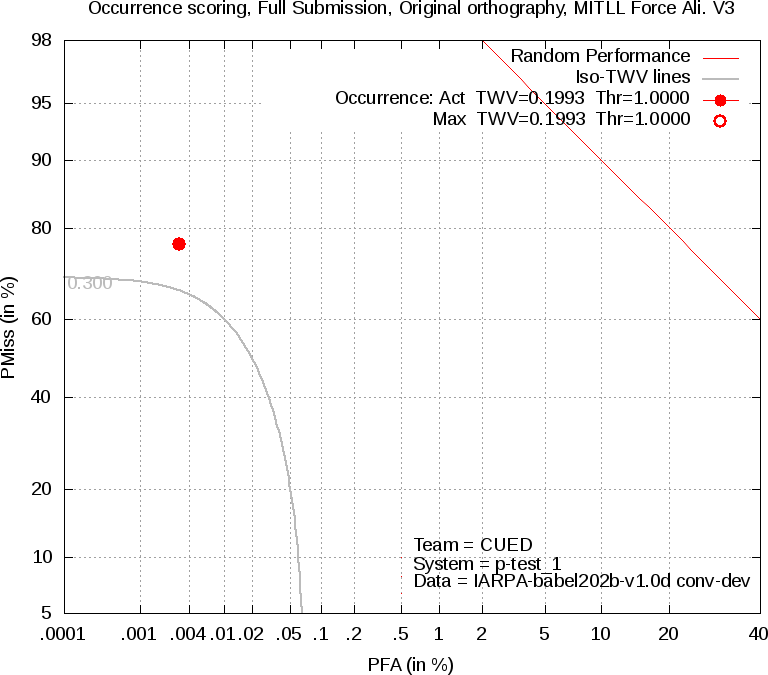 Occurrence scoring, Full Submission, Original orthography, MITLL Force Ali. V3
Random Performance
Iso-TWV lines
Occurrence: Act TWV=0.1993 Thr=1.0000
Max TWV=0.1993 Thr=1.0000
98
95
90
80
60
40
20
10
5
PMiss (in %)
0.300
Team = CUED
System = p-test_1
Data = IARPA-babel202b-v1.0d conv-dev
.0001 .001 .004 .01 .02 .05 .1 .2 .5 1 2 5 10 20 40
PFA (in %)